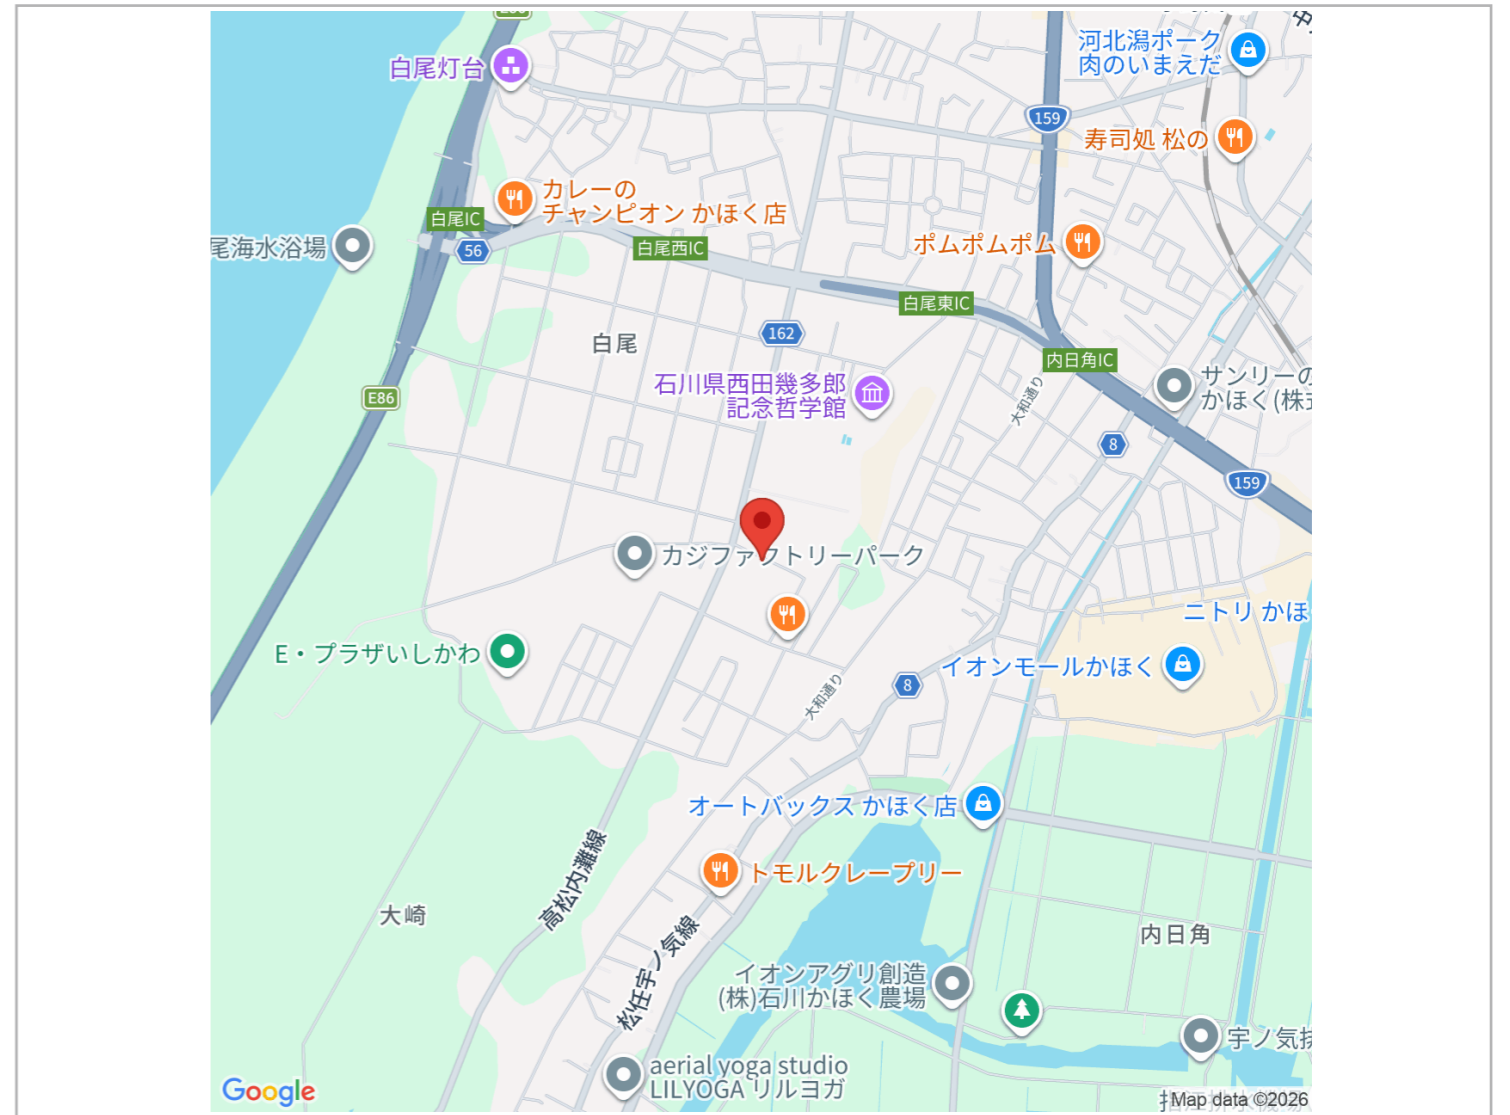 河北潟ポーク
肉のいまえだ
白尾灯台
159
寿司処 松の
カレーの
チャンピオン かほく店
白尾IC
尾海水浴場
56
白尾西IC
ポムポムポム
白尾東IC
162
白尾
内日角IC
石川県西田幾多郎
記念哲学館
サンリーの
かほく(株式
大和通り
E86
8
159
カジファクトリーパーク
ニトリ かほ
E・プラザいしかわ
イオンモールかほく
8
大和通り
オートバックス かほく店
高松内灘線
トモルクレープリー
大崎
松任宇ノ気線
内日角
イオンアグリ創造
(株)石川かほく農場
宇ノ気排
aerial yoga studio
LILYOGA リルヨガ
Google
Map data ©2026